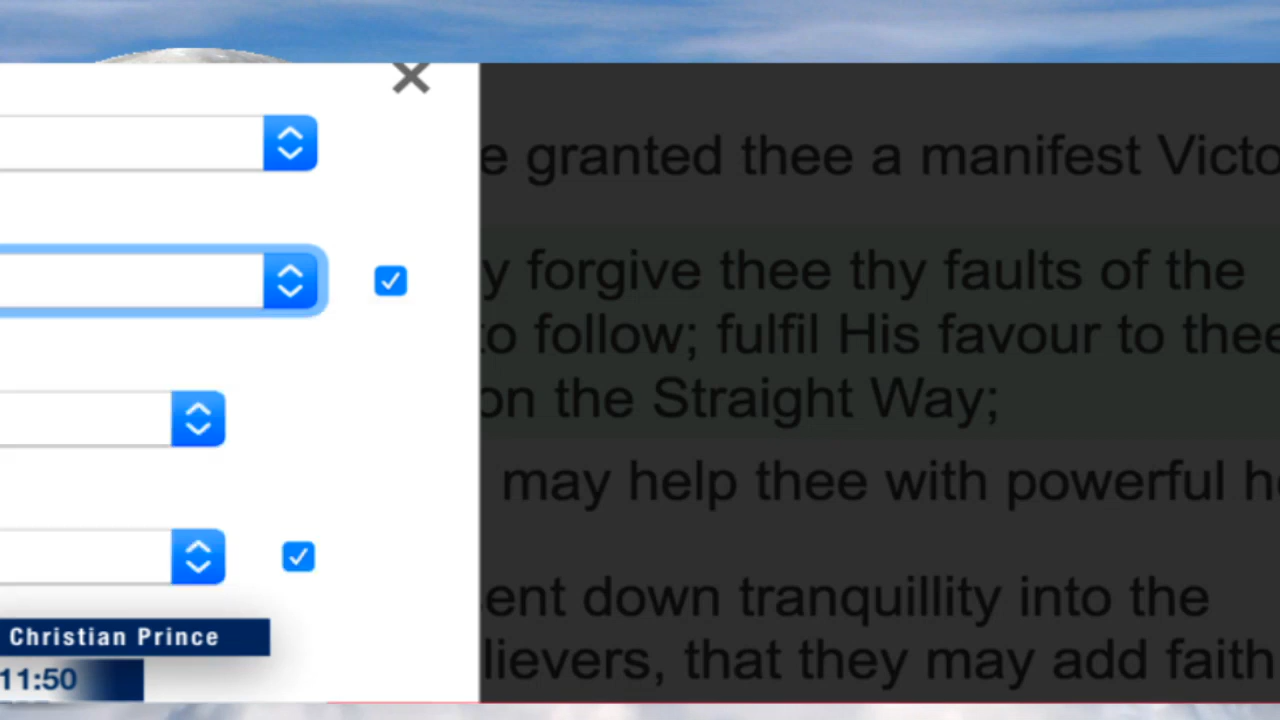 e granted thee a manifest Victo
y forgive thee thy faults of the
to follow; fulfil His favour to thee
on the Straight Way;
may help thee with powerful h
ent down tranquillity into the
lievers, that they may add faith
Christian Prince
11:50